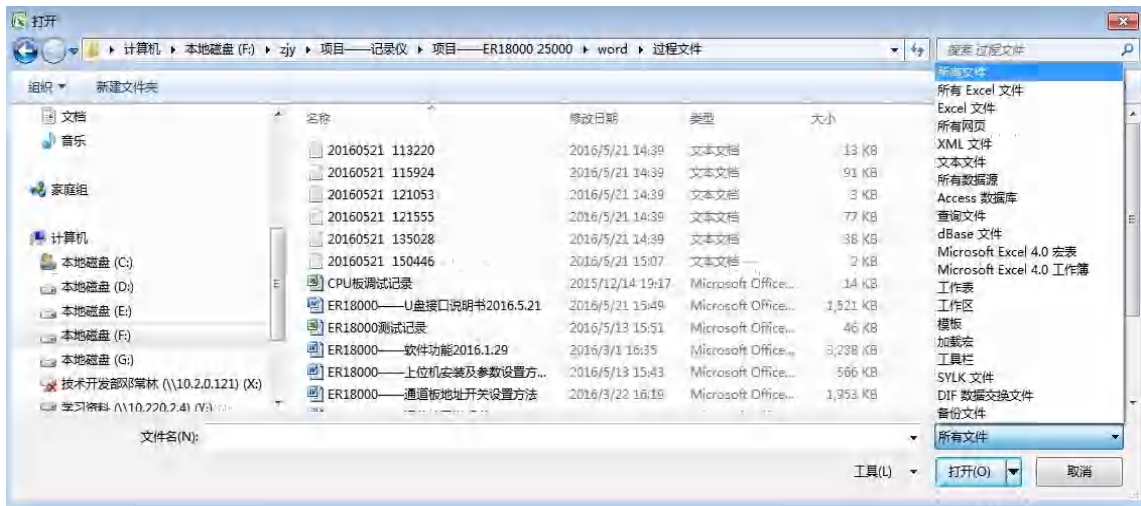 打开
计算机 ▸ 本地磁盘 (F:) ▸ zjy ▸ 项目——记录仪 ▸ 项目——ER18000 25000 ▸ word ▸ 过程文件
搜索 过程文件
组织 新建文件夹
文档
音乐
家庭组
计算机
本地磁盘 (C:)
本地磁盘 (D:)
本地磁盘 (E:)
本地磁盘 (F:)
本地磁盘 (G:)
技术开发部邓常林 (\\10.2.0.121) (X:)
学习资料 (\\10.220.2.4) (Y:)
名称 修改日期 类型 大小
20160521 113220 2016/5/21 14:39 文本文档 13 KB
20160521 115924 2016/5/21 14:39 文本文档 91 KB
20160521 121053 2016/5/21 14:39 文本文档 3 KB
20160521 121555 2016/5/21 14:39 文本文档 77 KB
20160521 135028 2016/5/21 14:39 文本文档 38 KB
20160521 150446 2016/5/21 15:07 文本文档 2 KB
CPU板调试记录 2015/12/14 19:17 Microsoft Office... 14 KB
ER18000——U盘接口说明书2016.5.21 2016/5/21 15:49 Microsoft Office... 1,521 KB
ER18000测试记录 2016/5/13 15:51 Microsoft Office... 46 KB
ER18000——软件功能2016.1.29 2016/3/1 16:35 Microsoft Office... 3,238 KB
ER18000——上位机安装及参数设置方... 2016/5/13 15:43 Microsoft Office... 566 KB
ER18000——通道板地址开关设置方法 2016/3/22 16:19 Microsoft Office... 1,953 KB
所有文件
所有 Excel 文件
Excel 文件
所有网页
XML 文件
文本文件
所有数据源
Access 数据库
查询文件
dBase 文件
Microsoft Excel 4.0 宏表
Microsoft Excel 4.0 工作簿
工作表
工作区
模板
加载宏
工具栏
SYLK 文件
DIF 数据交换文件
备份文件
文件名(N):
所有文件
工具(L) 打开(O) 取消